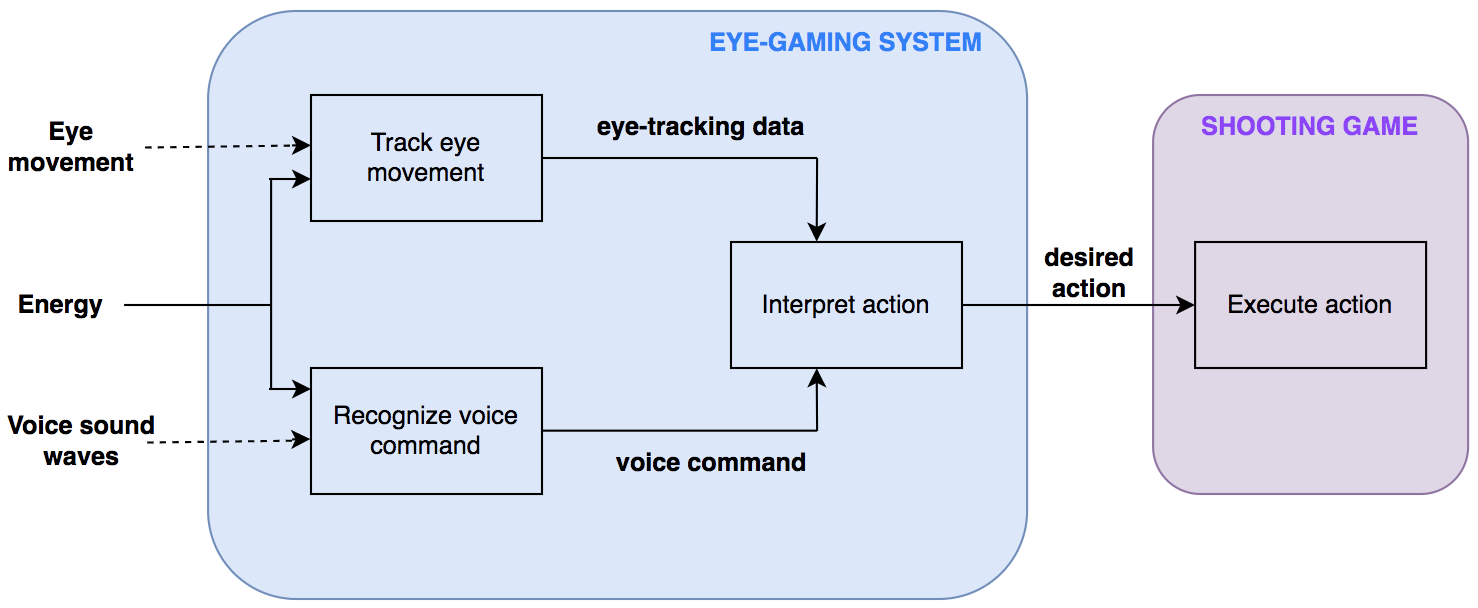 EYE-GAMING SYSTEM
SHOOTING GAME
Eye
movement
Track eye
movement
eye-tracking data
Energy
Interpret action
desired
action
Execute action
Voice sound
waves
Recognize voice
command
voice command